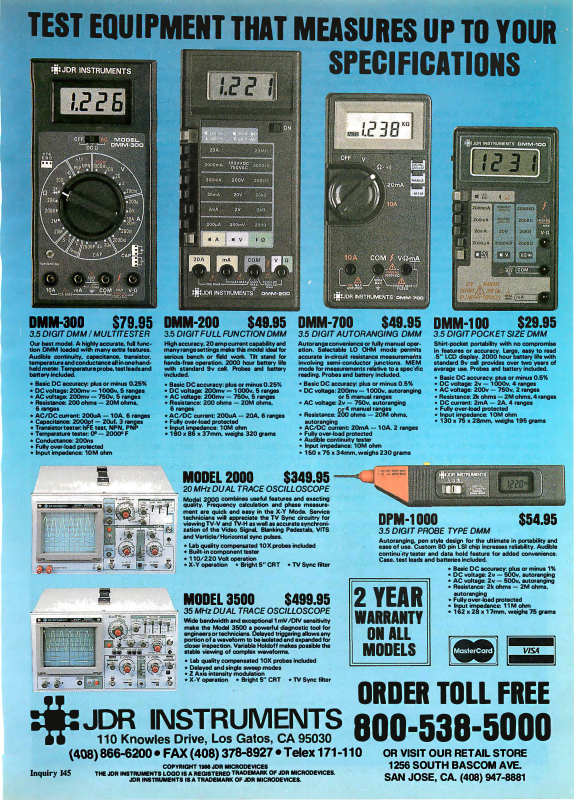 TEST EQUIPMENT THAT MEASURES UP TO YOUR
SPECIFICATIONS
DMM-300 $79.95
3.5 DIGIT DMM / MULTITESTER
Our best model. A highly accurate, full func-
tion DMM loaded with many extra features.
Audible continuity, capacitance, transistor,
temperature and conductance all in one hand-
held meter. Temperature probe, test leads and
battery included.
• Basic DC accuracy: plus or minus 0.25%
• DC voltage: 200mv — 1000v, 5 ranges
• AC voltage: 200mv — 750v, 5 ranges
• Resistance: 200 ohms — 20M ohms,
6 ranges
• AC/DC current: 200uA — 10A, 6 ranges
• Capacitance: 2000pf — 20uf, 3 ranges
• Transistor tester: hFE test, NPN, PNP
• Temperature tester: 0° — 2000° F
• Conductance: 200ns
• Fully over-load protected
• Input impedance: 10M ohm
DMM-200 $49.95
3.5 DIGIT FULL FUNCTION DMM
High accuracy, 20 amp current capability and
many range settings make this model ideal for
serious bench or field work. Tilt stand for
hands-free operation. 2000 hour battery life
with standard 9v cell. Probes and battery
included.
• Basic DC accuracy: plus or minus 0.25%
• DC voltage: 200mv — 1000v, 5 ranges
• AC voltage: 200mv — 750v, 5 ranges
• Resistance: 200 ohms — 20M ohms,
6 ranges
• AC/DC current: 200uA — 20A, 6 ranges
• Fully over-load protected
• Input impedance: 10M ohm
• 180 x 86 x 37mm, weighs 320 grams
DMM-700 $49.95
3.5 DIGIT AUTORANGING DMM
Autorange convenience or fully manual oper-
ation. Selectable LO OHM mode permits
accurate in-circuit resistance measurements
involving semi-conductor junctions. MEM
mode for measurements relative to a specific
reading. Probes and battery included.
• Basic DC accuracy: plus or minus 0.5%
• DC voltage: 200mv — 1000v, autoranging
or 5 manual ranges
• AC voltage: 2v — 750v, autoranging
or 4 manual ranges
• Resistance: 200 ohms — 20M ohms,
autoranging
• AC/DC current: 20mA — 10A, 2 ranges
• Fully over-load protected
• Audible continuity tester
• Input impedance: 10M ohm
• 150 x 75 x 34mm, weighs 230 grams
DMM-100 $29.95
3.5 DIGIT POCKET SIZE DMM
Shirt-pocket portability with no compromise
in features or accuracy. Large, easy to read
.5" LCD display. 2000 hour battery life with
standard 9v cell provides over two years of
average use. Probes and battery included.
• Basic DC accuracy: plus or minus 0.5%
• DC voltage: 2v — 1000v, 4 ranges
• AC voltage: 200v — 750v, 2 ranges
• Resistance: 2k ohms — 2M ohms, 4 ranges
• DC current: 2mA — 2A, 4 ranges
• Fully over-load protected
• Input impedance: 10M ohm
• 130 x 75 x 28mm, weighs 195 grams
MODEL 2000 $349.95
20 MHz DUAL TRACE OSCILLOSCOPE
Model 2000 combines useful features and exacting
quality. Frequency calculation and phase measure-
ment are quick and easy in the X-Y Mode. Service
technicians will appreciate the TV Sync circuitry for
viewing TV-V and TV-H as well as accurate synchroni-
zation of the Video Signal, Blanking Pedestals, VITS
and Verticle/Horizontal sync pulses.
• Lab quality compensated 10X probes included
• Built-in component tester
• 110/220 Volt operation
• X-Y operation • Bright 5" CRT • TV Sync filter
DPM-1000 $54.95
3.5 DIGIT PROBE TYPE DMM
Autoranging, pen style design for the ultimate in portability and
ease of use. Custom 80 pin LSI chip increases reliability. Audible
continuity tester and data hold feature for added convenience.
Case, test leads and batteries included.
• Basic DC accuracy: plus or minus 1%
• DC voltage: 2v — 500v, autoranging
• AC voltage: 2v — 500v, autoranging
• Resistance: 2k ohms — 2M ohms,
autoranging
• Fully over-load protected
• Input impedance: 11M ohm
• 162 x 28 x 17mm, weighs 75 grams
MODEL 3500 $499.95
35 MHz DUAL TRACE OSCILLOSCOPE
Wide bandwidth and exceptional 1mV/DIV sensitivity
make the Model 3500 a powerful diagnostic tool for
engineers or technicians. Delayed triggering allows any
portion of a waveform to be isolated and expanded for
closer inspection. Variable Holdoff makes possible the
stable viewing of complex waveforms.
• Lab quality compensated 10X probes included
• Delayed and single sweep modes
• Z Axis intensity modulation
• X-Y operation • Bright 5" CRT • TV Sync filter
2 YEAR
WARRANTY
ON ALL
MODELS
MasterCard
VISA
JDR INSTRUMENTS
110 Knowles Drive, Los Gatos, CA 95030
(408) 866-6200 • FAX (408) 378-8927 • Telex 171-110
COPYRIGHT 1986 JDR MICRODEVICES
THE JDR INSTRUMENTS LOGO IS A REGISTERED TRADEMARK OF JDR MICRODEVICES.
JDR INSTRUMENTS IS A TRADEMARK OF JDR MICRODEVICES.
Inquiry 145
ORDER TOLL FREE
800-538-5000
OR VISIT OUR RETAIL STORE
1256 SOUTH BASCOM AVE.
SAN JOSE, CA. (408) 947-8881